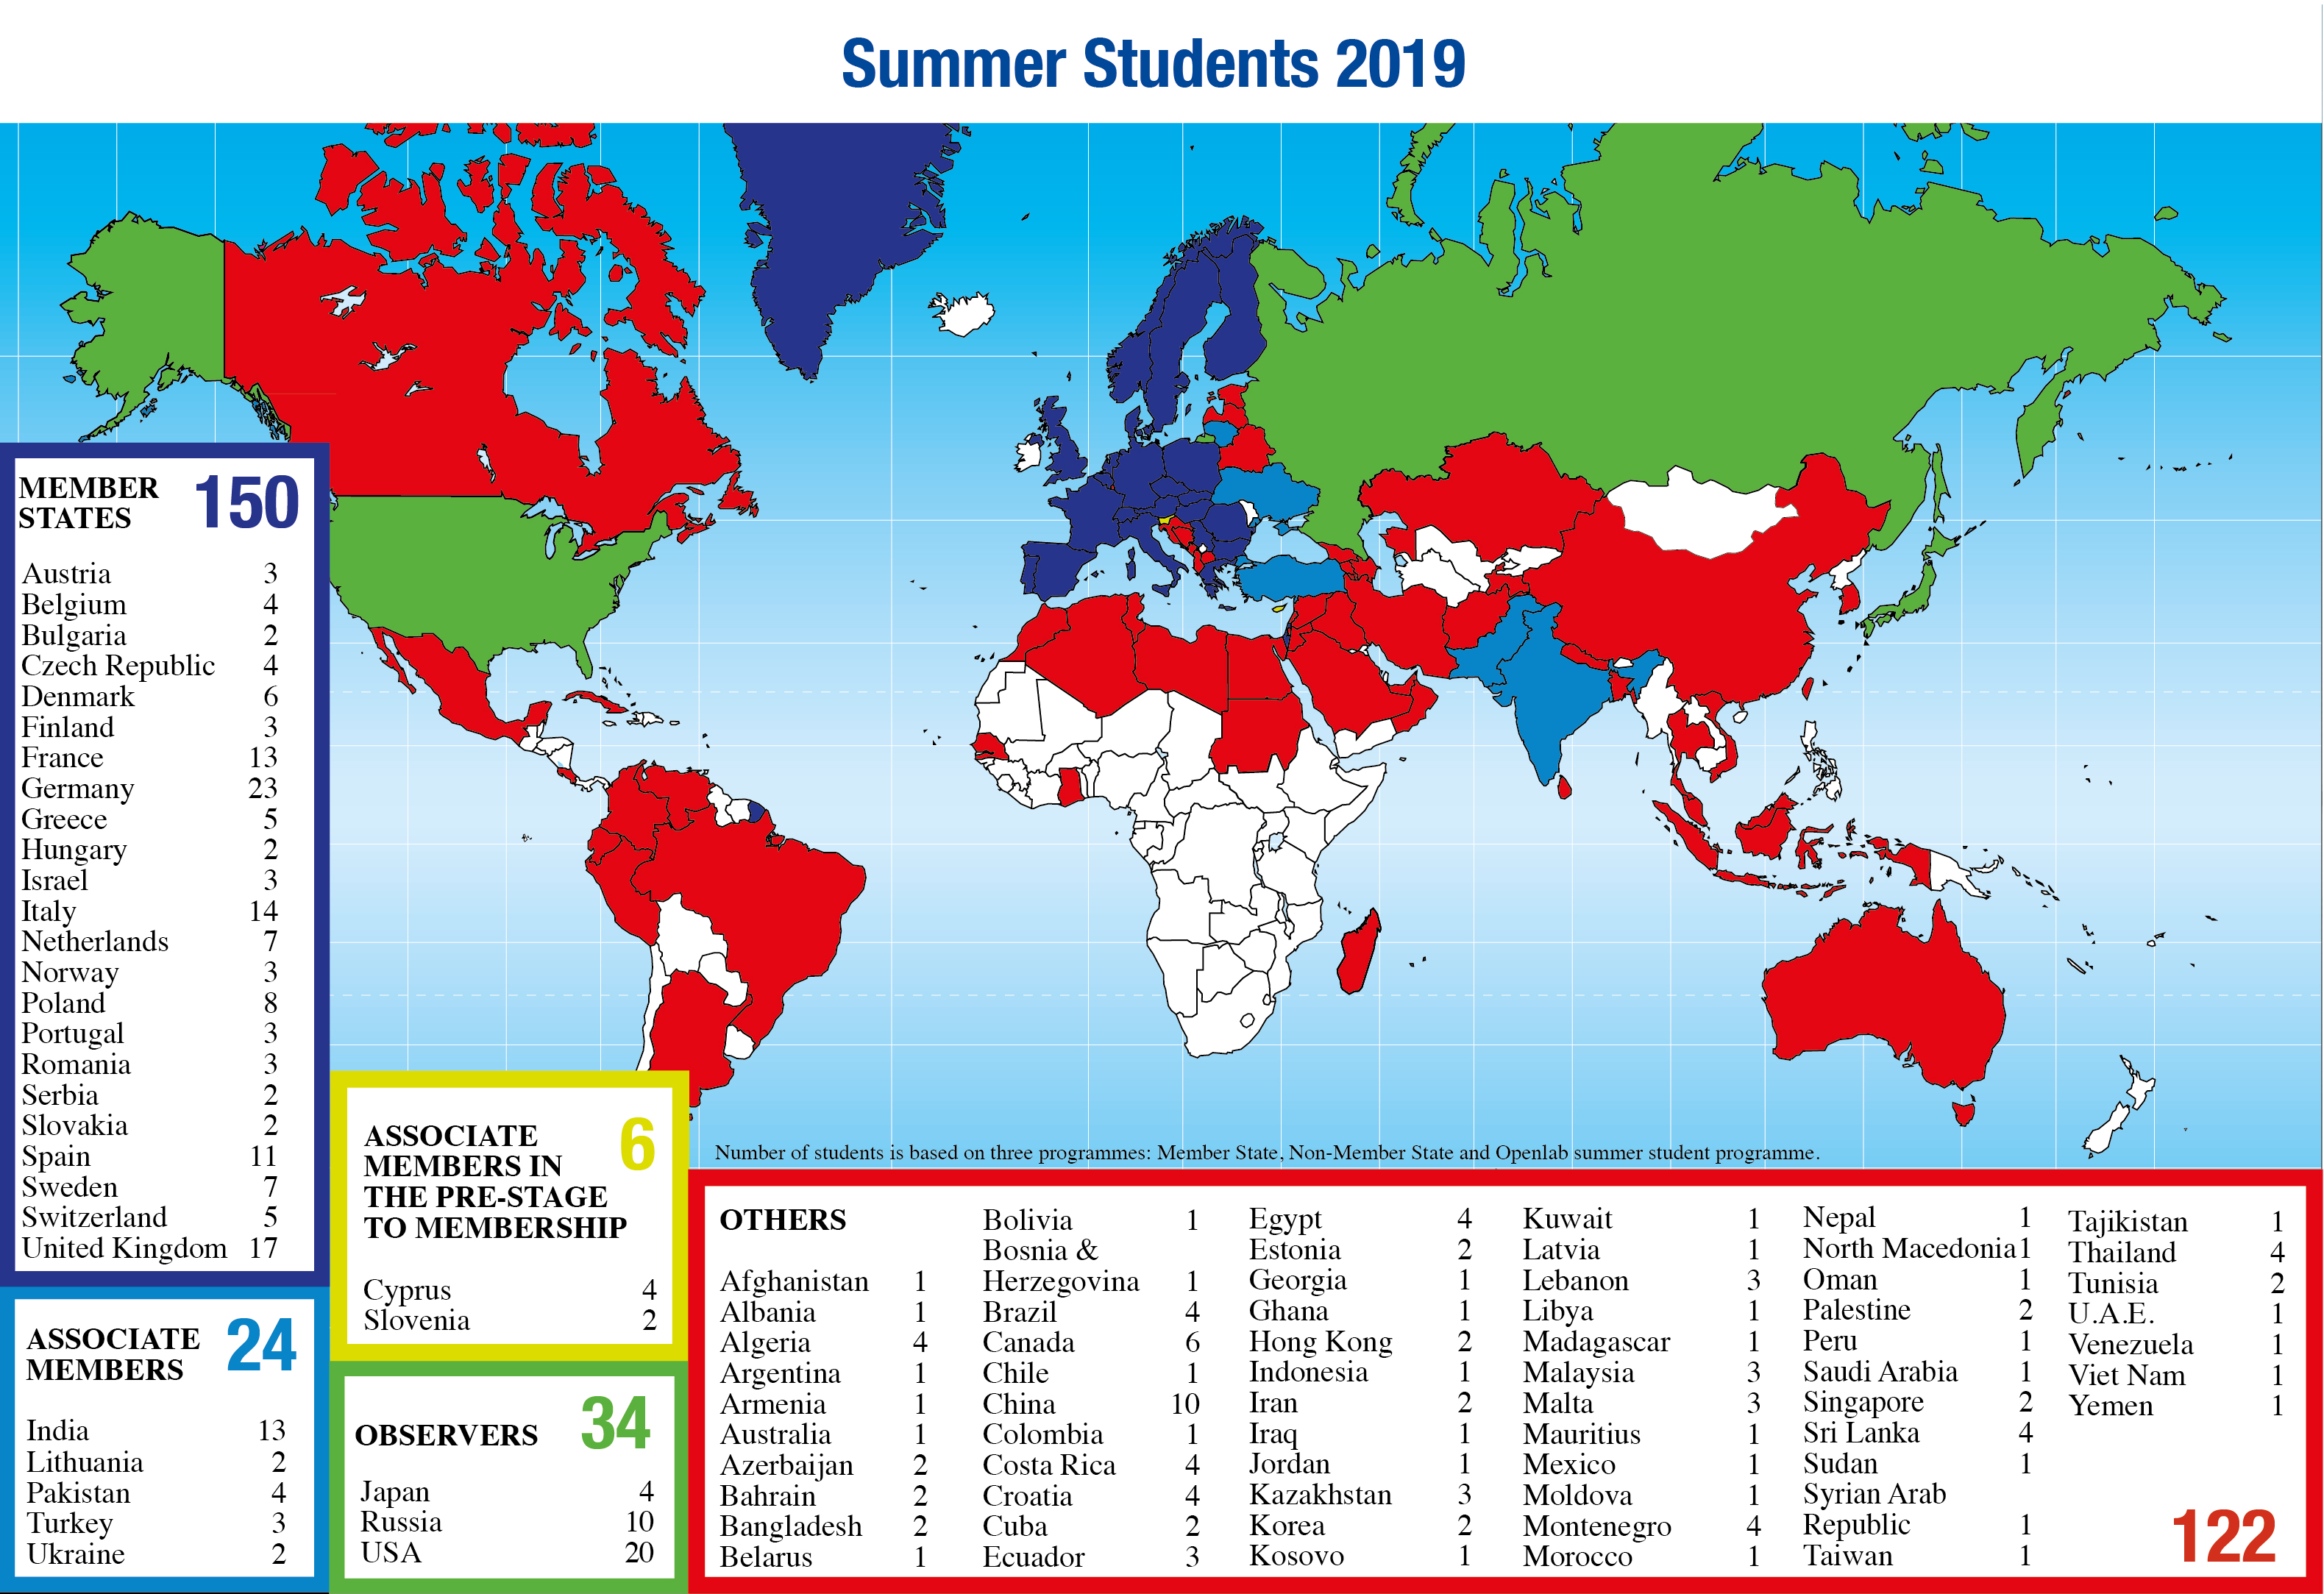 Summer Students 2019
MEMBER
STATES 150
Austria 3
Belgium 4
Bulgaria 2
Czech Republic 4
Denmark 6
Finland 3
France 13
Germany 23
Greece 5
Hungary 2
Israel 3
Italy 14
Netherlands 7
Norway 3
Poland 8
Portugal 3
Romania 3
Serbia 2
Slovakia 2
Spain 11
Sweden 7
Switzerland 5
United Kingdom 17
ASSOCIATE
MEMBERS 24
India 13
Lithuania 2
Pakistan 4
Turkey 3
Ukraine 2
ASSOCIATE
MEMBERS IN
THE PRE-STAGE
TO MEMBERSHIP
6
Cyprus 4
Slovenia 2
OBSERVERS 34
Japan 4
Russia 10
USA 20
Number of students is based on three programmes: Member State, Non-Member State and Openlab summer student programme.
OTHERS
Afghanistan 1
Albania 1
Algeria 4
Argentina 1
Armenia 1
Australia 1
Azerbaijan 2
Bahrain 2
Bangladesh 2
Belarus 1
Bolivia 1
Bosnia &
Herzegovina 1
Brazil 4
Canada 6
Chile 1
China 10
Colombia 1
Costa Rica 4
Croatia 4
Cuba 2
Ecuador 3
Egypt 4
Estonia 2
Georgia 1
Ghana 1
Hong Kong 2
Indonesia 1
Iran 2
Iraq 1
Jordan 1
Kazakhstan 3
Korea 2
Kosovo 1
Kuwait 1
Latvia 1
Lebanon 3
Libya 1
Madagascar 1
Malaysia 3
Malta 3
Mauritius 1
Mexico 1
Moldova 1
Montenegro 4
Morocco 1
Nepal 1
North Macedonia 1
Oman 1
Palestine 2
Peru 1
Saudi Arabia 1
Singapore 2
Sri Lanka 4
Sudan 1
Syrian Arab
Republic 1
Taiwan 1
Tajikistan 1
Thailand 4
Tunisia 2
U.A.E. 1
Venezuela 1
Viet Nam 1
Yemen 1
122